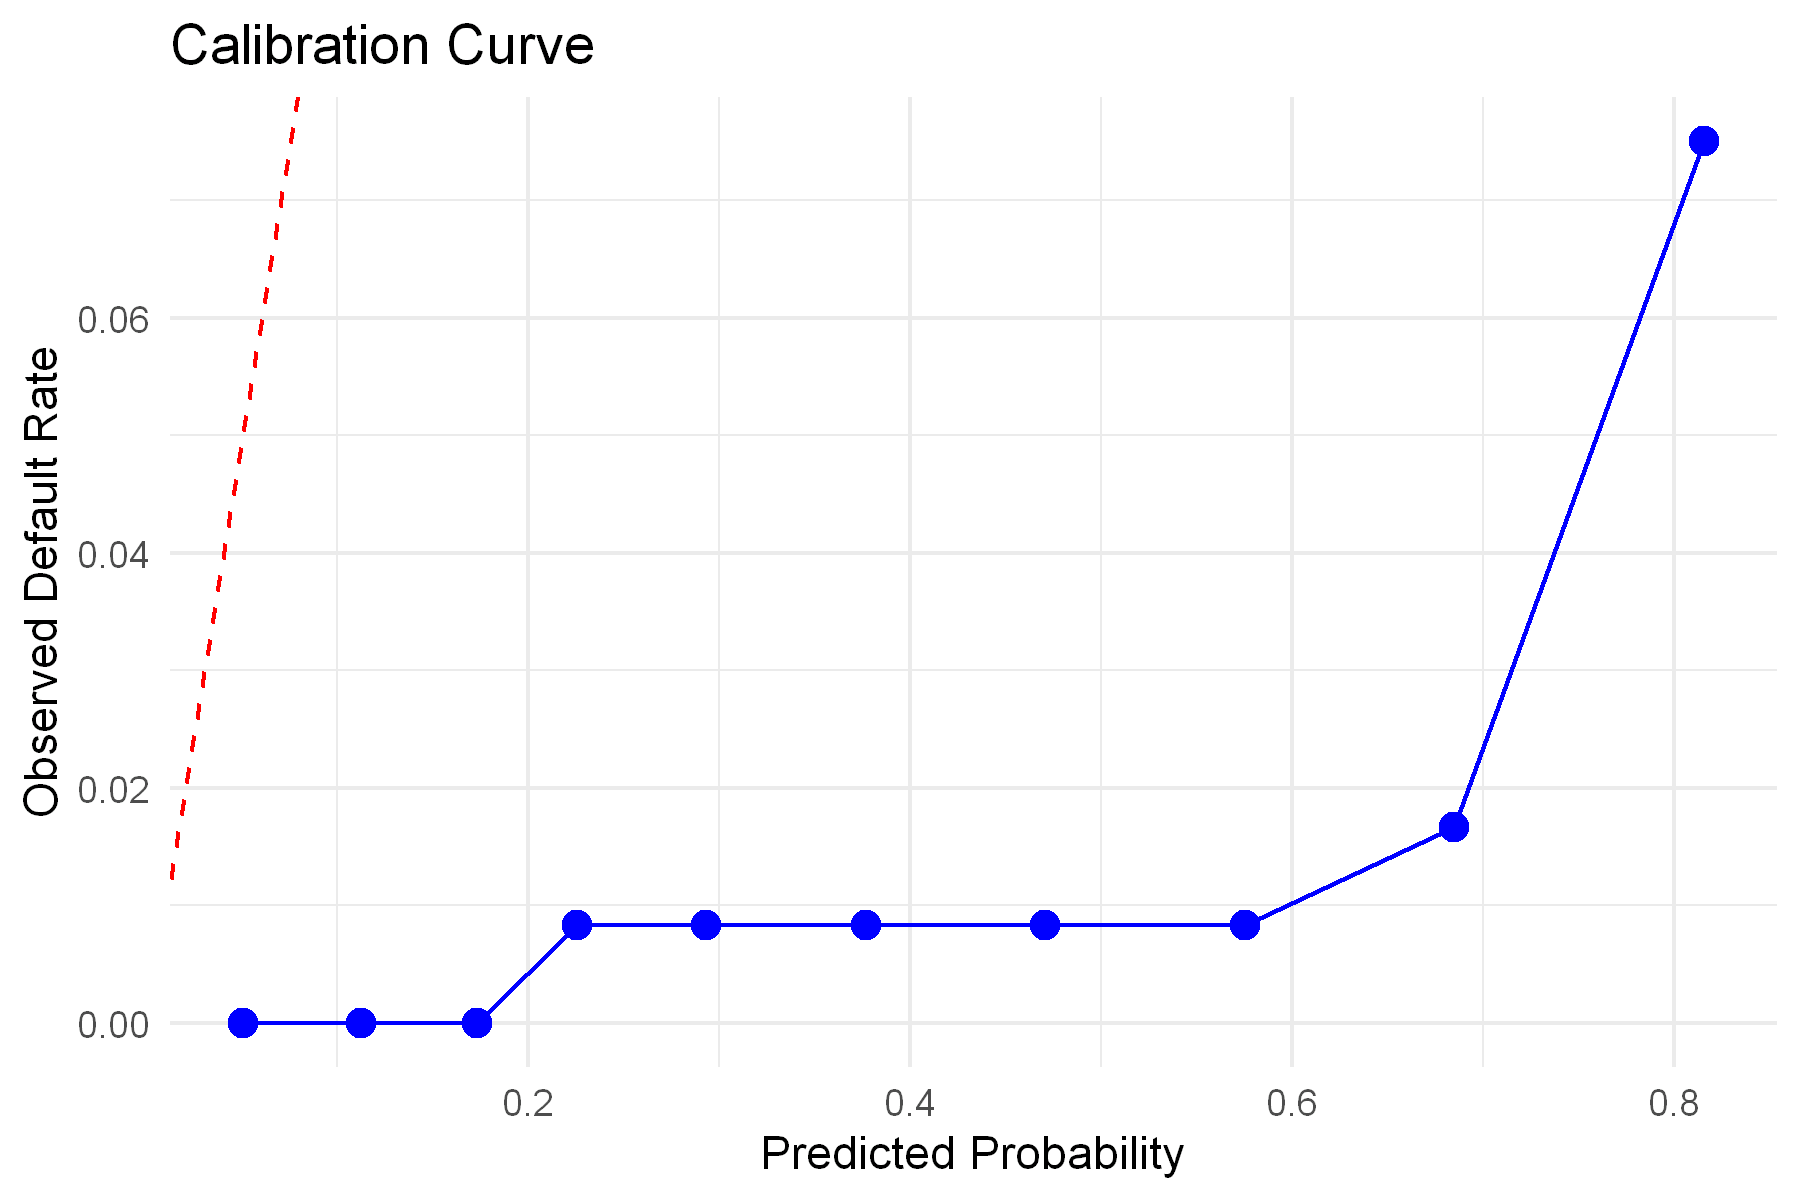 Calibration Curve
Observed Default Rate
0.06
0.04
0.02
0.00
0.2 0.4 0.6 0.8
Predicted Probability